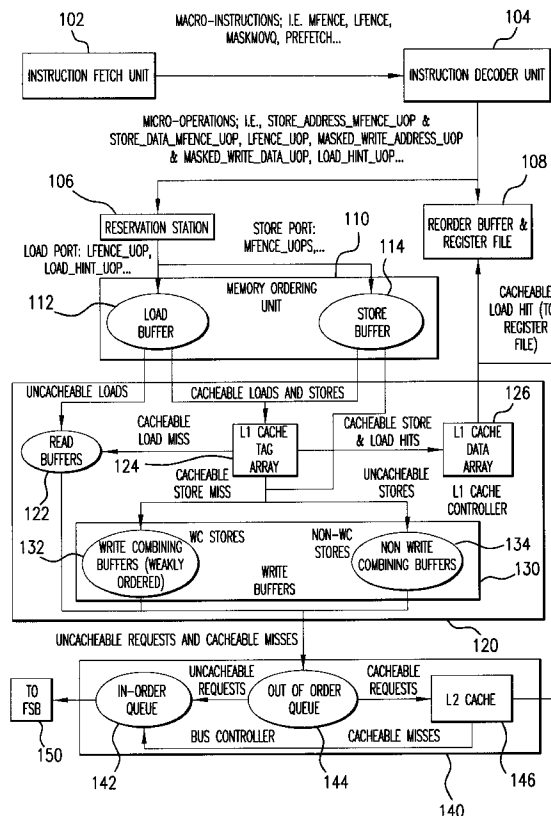 102
MACRO-INSTRUCTIONS; I.E. MFENCE, LFENCE,
MASKMOVQ, PREFETCH...
104
INSTRUCTION FETCH UNIT
INSTRUCTION DECODER UNIT
MICRO-OPERATIONS; I.E., STORE_ADDRESS_MFENCE_UOP &
STORE_DATA_MFENCE_UOP, LFENCE_UOP, MASKED_WRITE_ADDRESS_UOP
& MASKED_WRITE_DATA_UOP, LOAD_HINT_UOP...
106
108
RESERVATION STATION
REORDER BUFFER &
REGISTER FILE
LOAD PORT: LFENCE_UOP,
LOAD_HINT_UOP...
STORE PORT:
MFENCE_UOPS,...
110
114
112
MEMORY ORDERING
UNIT
LOAD
BUFFER
STORE
BUFFER
CACHEABLE
LOAD HIT (TO
REGISTER
FILE)
UNCACHEABLE LOADS
CACHEABLE LOADS AND STORES
126
READ
BUFFERS
122
CACHEABLE
LOAD MISS
124
L1 CACHE
TAG
ARRAY
CACHEABLE STORE
& LOAD HITS
L1 CACHE
DATA
ARRAY
CACHEABLE
STORE MISS
UNCACHEABLE
STORES
L1 CACHE
CONTROLLER
132
WC STORES
NON-WC
STORES
134
WRITE COMBINING
BUFFERS (WEAKLY
ORDERED)
NON WRITE
COMBINING BUFFERS
130
WRITE
BUFFERS
UNCACHEABLE REQUESTS AND CACHEABLE MISSES
120
TO
FSB
150
IN-ORDER
QUEUE
UNCACHEABLE
REQUESTS
OUT OF ORDER
QUEUE
CACHEABLE
REQUESTS
L2 CACHE
BUS CONTROLLER
CACHEABLE MISSES
142
144
146
140